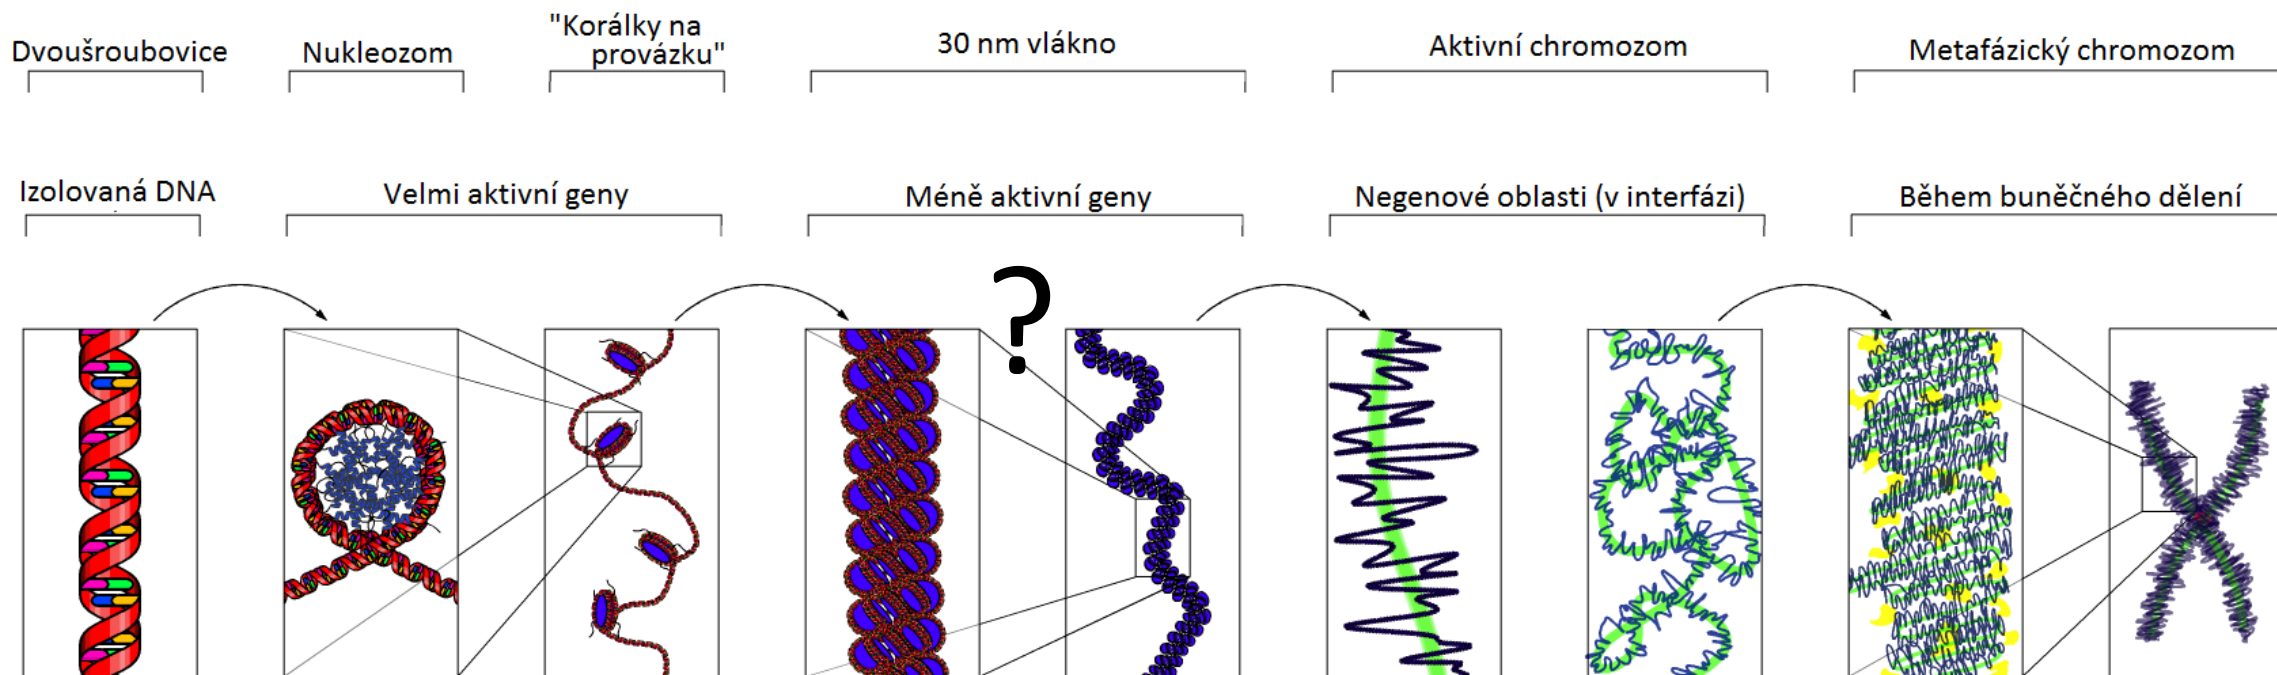 Dvoušroubovice
Nukleozom
"Korálky na
provázku"
30 nm vlákno
Aktivní chromozom
Metafázický chromozom
Izolovaná DNA
Velmi aktivní geny
Méně aktivní geny
Negenové oblasti (v interfázi)
Během buněčného dělení
?